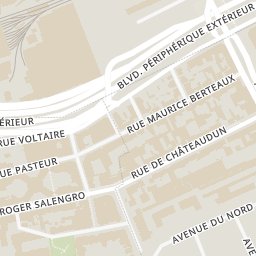 BLVD. PÉRIPHÉRIQUE EXTÉRIEUR
ÉRIEUR
RUE VOLTAIRE
RUE MAURICE BERTEAUX
UE PASTEUR
RUE DE CHÂTEAUDUN
ROGER SALENGRO
AVENUE DU NORD